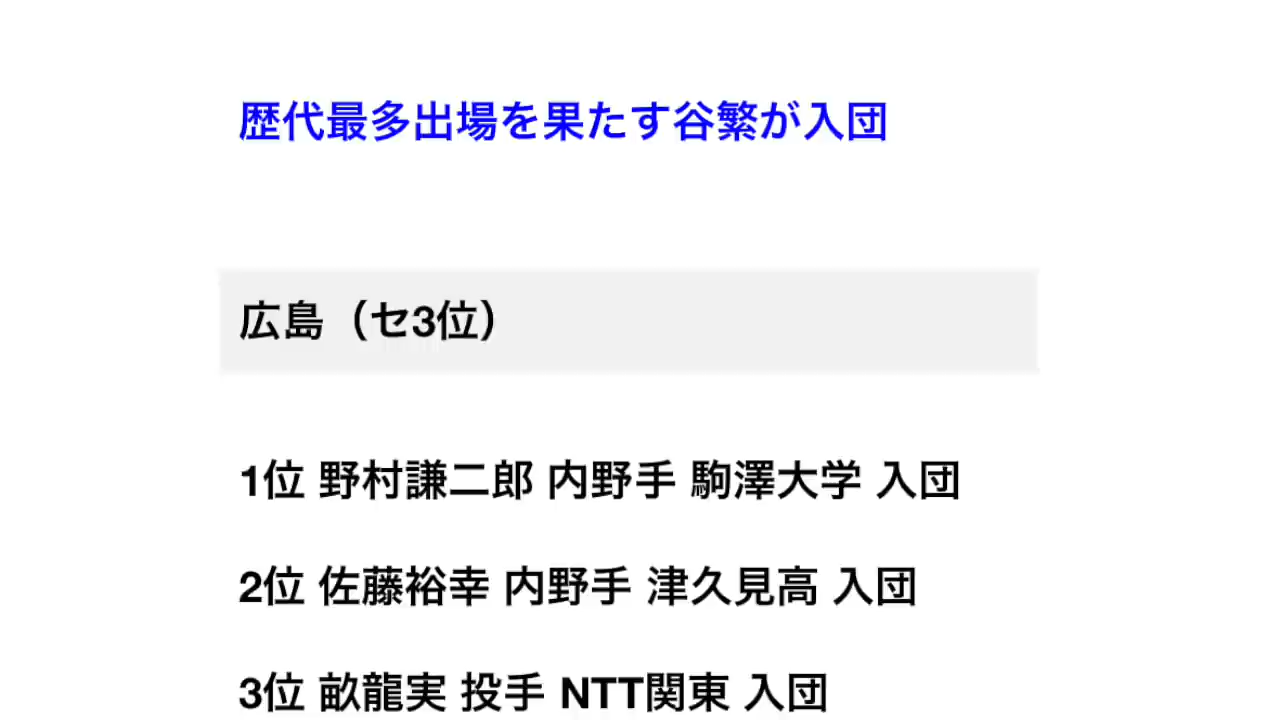 歴代最多出場を果たす谷繁が入団
広島（セ3位）
1位 野村謙二郎 内野手 駒澤大学 入団
2位 佐藤裕幸 内野手 津久見高 入団
3位 畝龍実 投手 NTT関東 入団